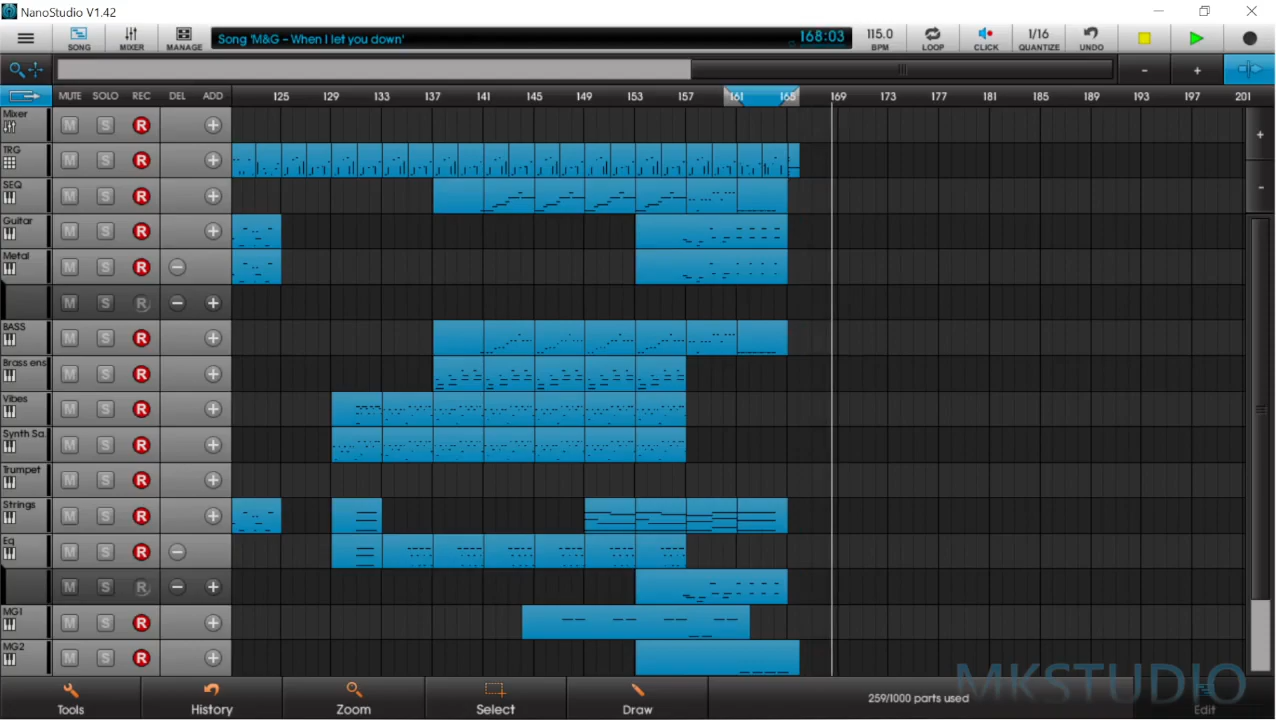 NanoStudio V1.42
SONG MIXER MANAGE Song 'M&G - When I let you down' 168:03 115.0 BPM LOOP CLICK 1/16 QUANTIZE UNDO
- +
MUTE SOLO REC DEL ADD 125 129 133 137 141 145 149 153 157 161 165 169 173 177 181 185 189 193 197 201
Mixer M S R +
TRG M S R +
SEQ M S R +
Guitar M S R +
Metal M S R −
M S R − +
BASS M S R +
Brass ens M S R +
Vibes M S R +
Synth Sa. M S R +
Trumpet M S R +
Strings M S R +
Eq M S R −
M S R − +
MG1 M S R +
MG2 M S R +
MKSTUDIO
Tools History Zoom Select Draw 259/1000 parts used Edit